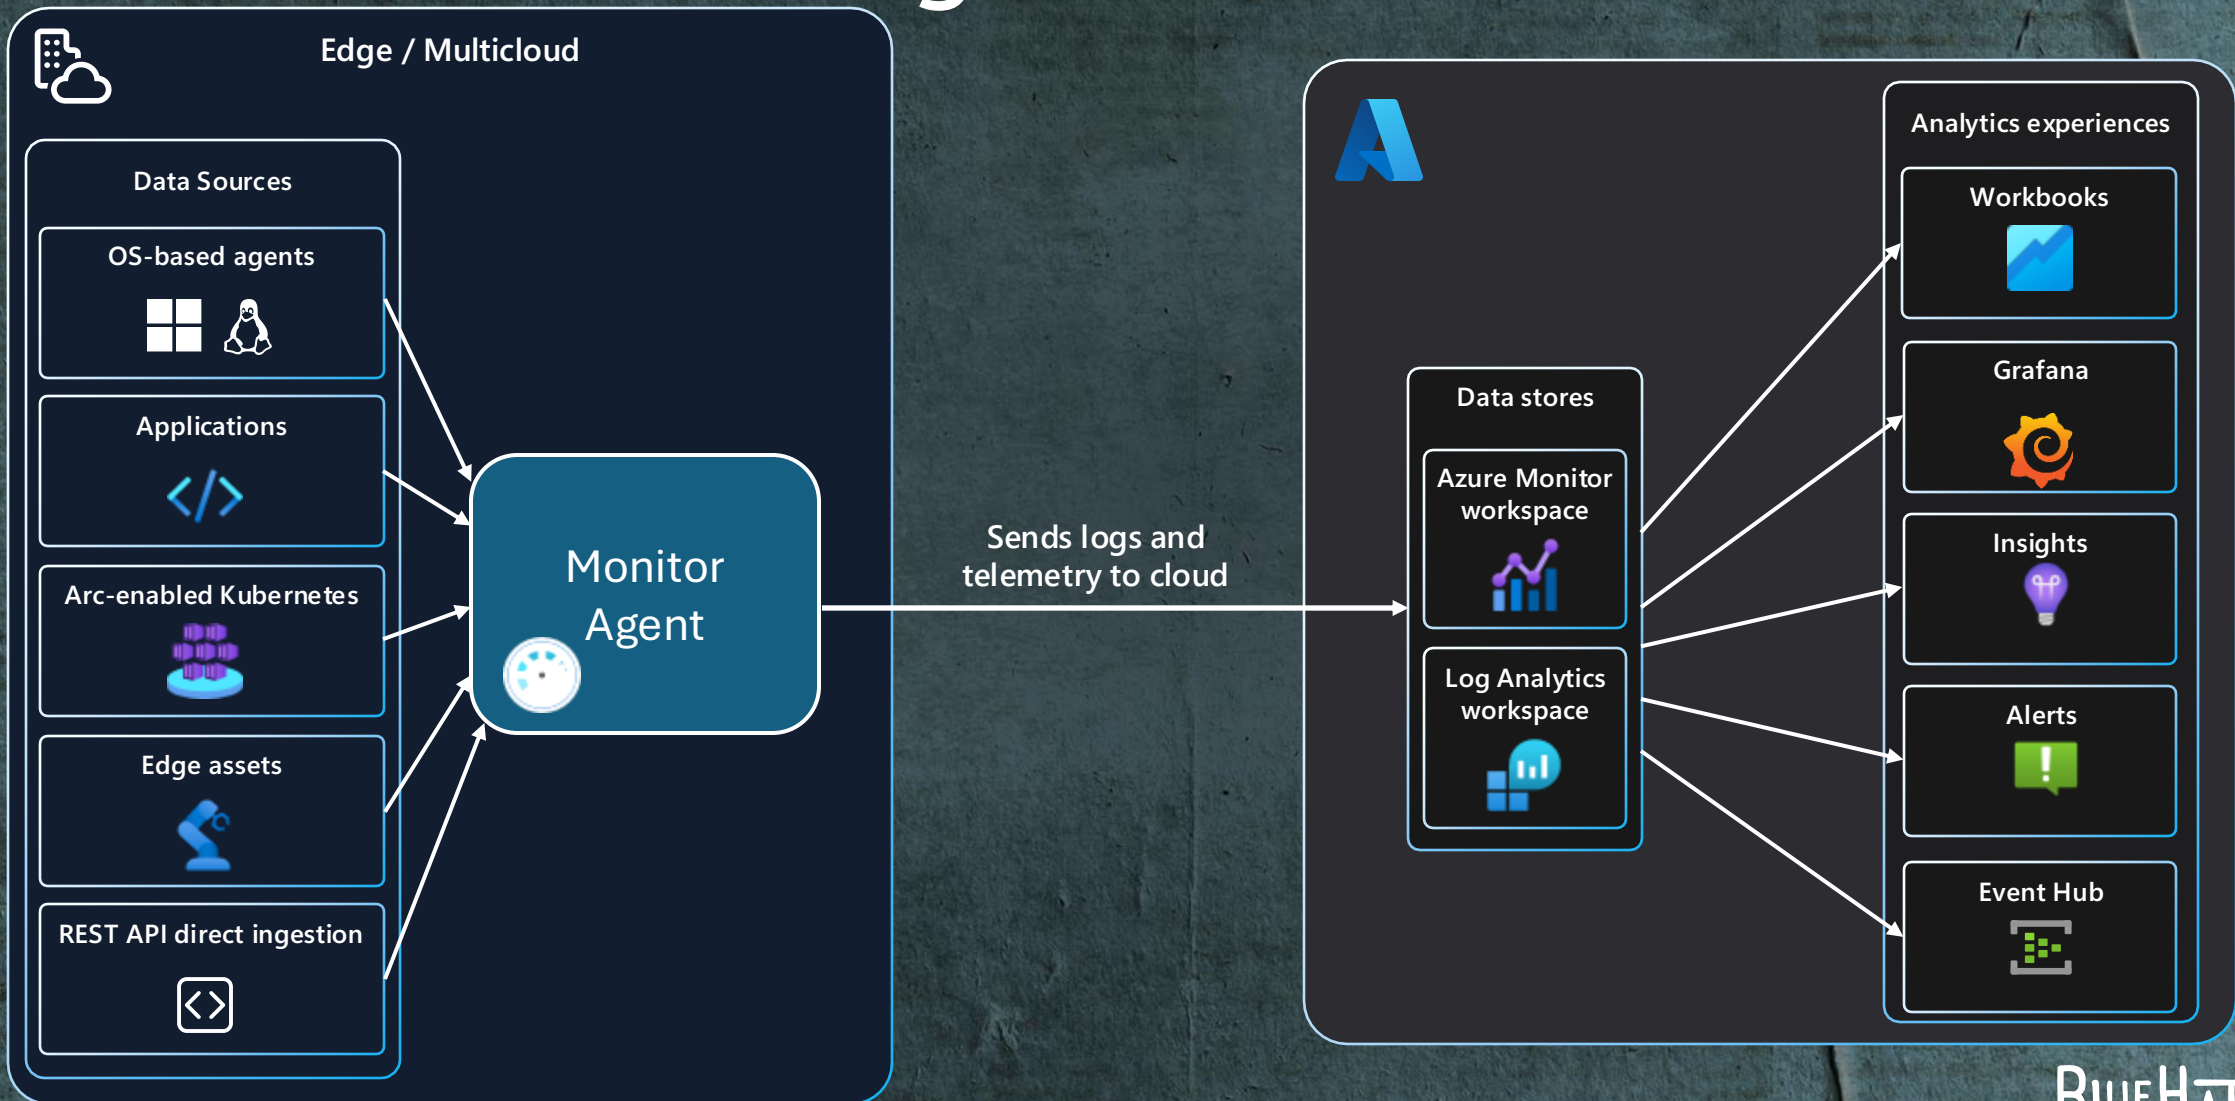 Edge / Multicloud
Data Sources
OS-based agents
Applications
Arc-enabled Kubernetes
Edge assets
REST API direct ingestion
Monitor
Agent
Sends logs and
telemetry to cloud
Data stores
Azure Monitor
workspace
Log Analytics
workspace
Analytics experiences
Workbooks
Grafana
Insights
Alerts
Event Hub